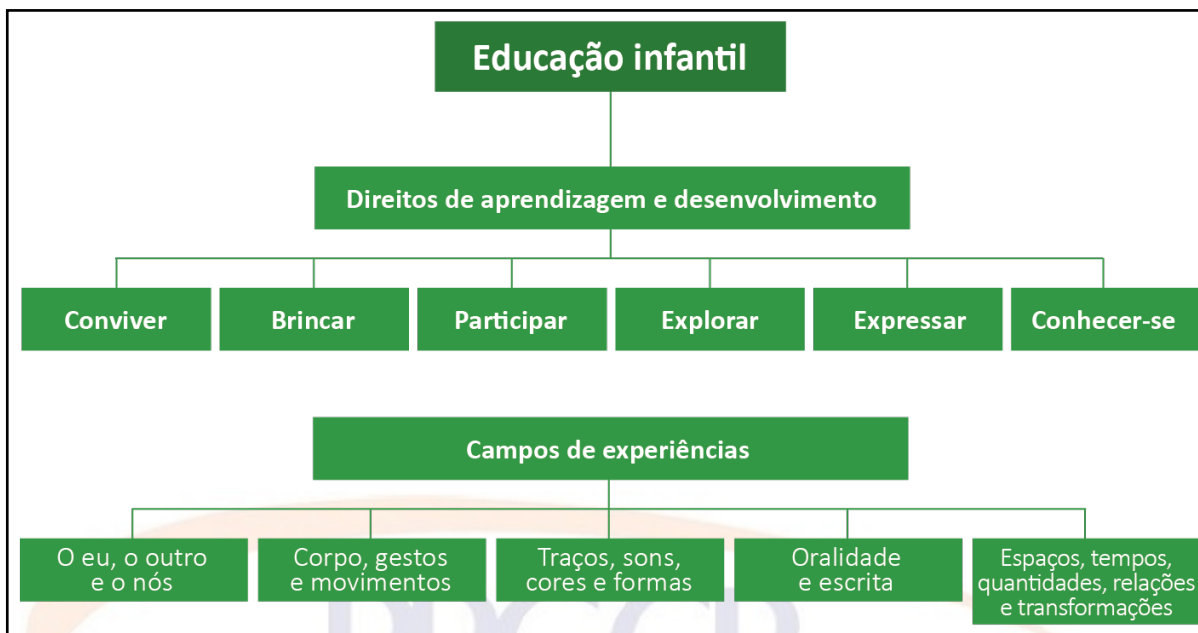 Educação infantil
Direitos de aprendizagem e desenvolvimento
Conviver
Brincar
Participar
Explorar
Expressar
Conhecer-se
Campos de experiências
O eu, o outro
e o nós
Corpo, gestos
e movimentos
Traços, sons,
cores e formas
Oralidade
e escrita
Espaços, tempos,
quantidades, relações
e transformações